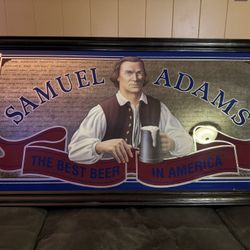 SAMUEL ADAMS
THE BEST BEER IN AMERICA